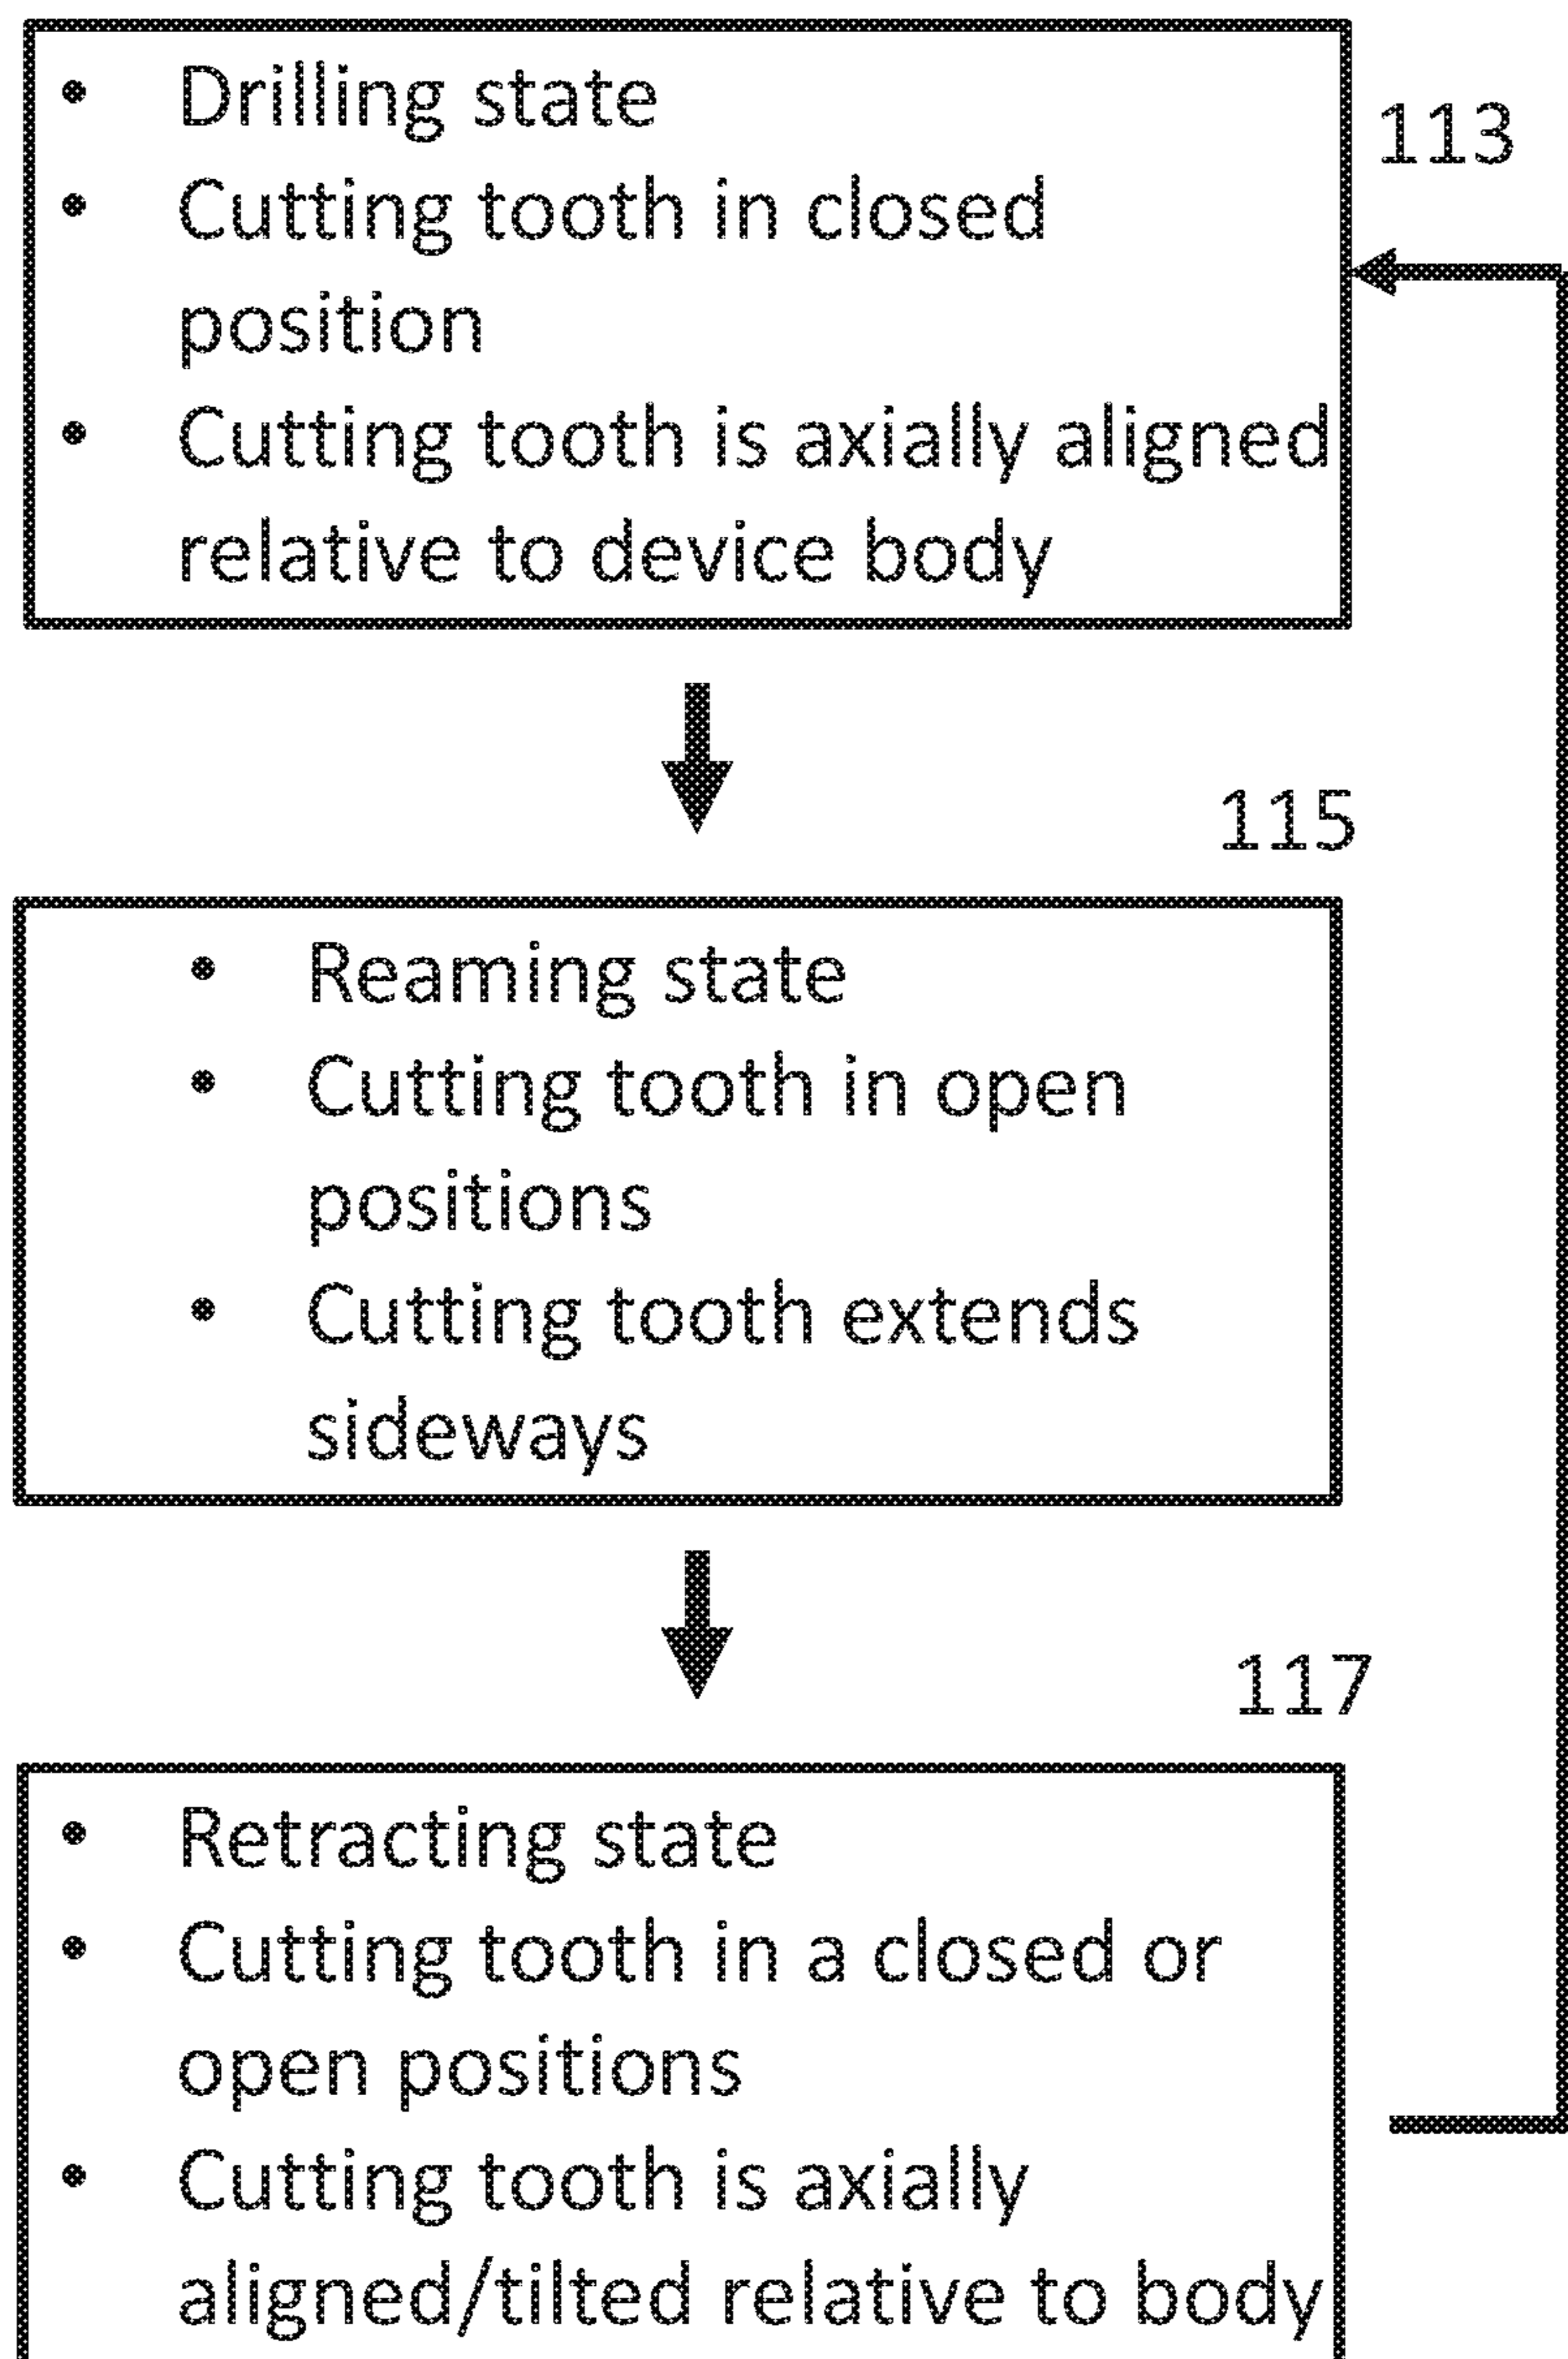 • Drilling state
113
• Cutting tooth in closed
position
• Cutting tooth is axially aligned
relative to device body
115
• Reaming state
• Cutting tooth in open
positions
• Cutting tooth extends
sideways
117
• Retracting state
• Cutting tooth in a closed or
open positions
• Cutting tooth is axially
aligned/tilted relative to body